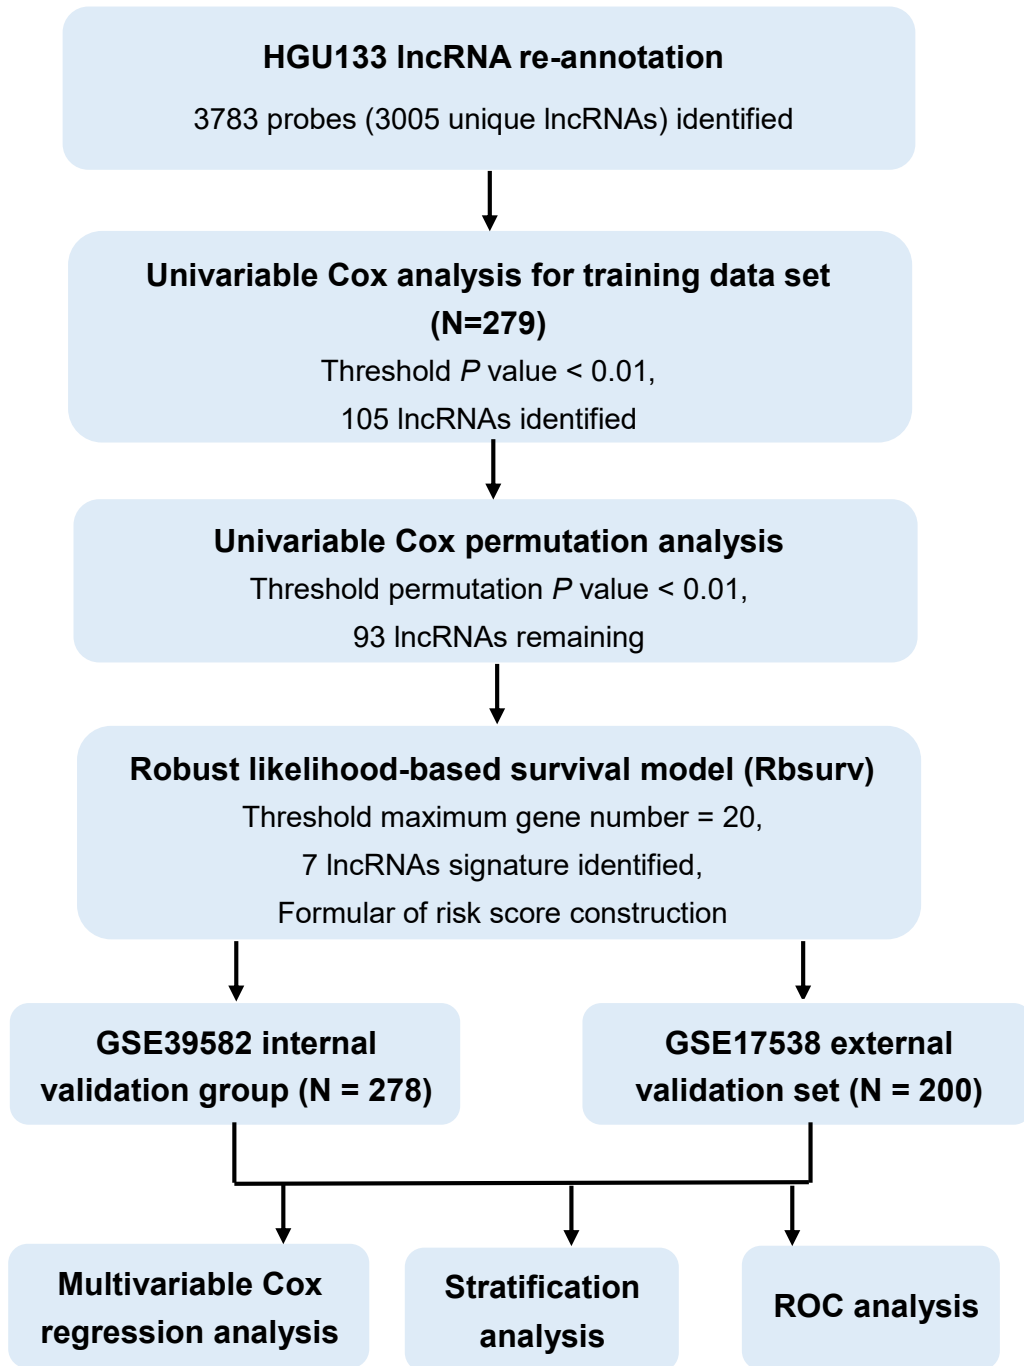 HGU133 lncRNA re-annotation
3783 probes (3005 unique lncRNAs) identified
Univariable Cox analysis for training data set
(N=279)
Threshold P value < 0.01,
105 lncRNAs identified
Univariable Cox permutation analysis
Threshold permutation P value < 0.01,
93 lncRNAs remaining
Robust likelihood-based survival model (Rbsurv)
Threshold maximum gene number = 20,
7 lncRNAs signature identified,
Formular of risk score construction
GSE39582 internal
validation group (N = 278)
GSE17538 external
validation set (N = 200)
Multivariable Cox
regression analysis
Stratification
analysis
ROC analysis